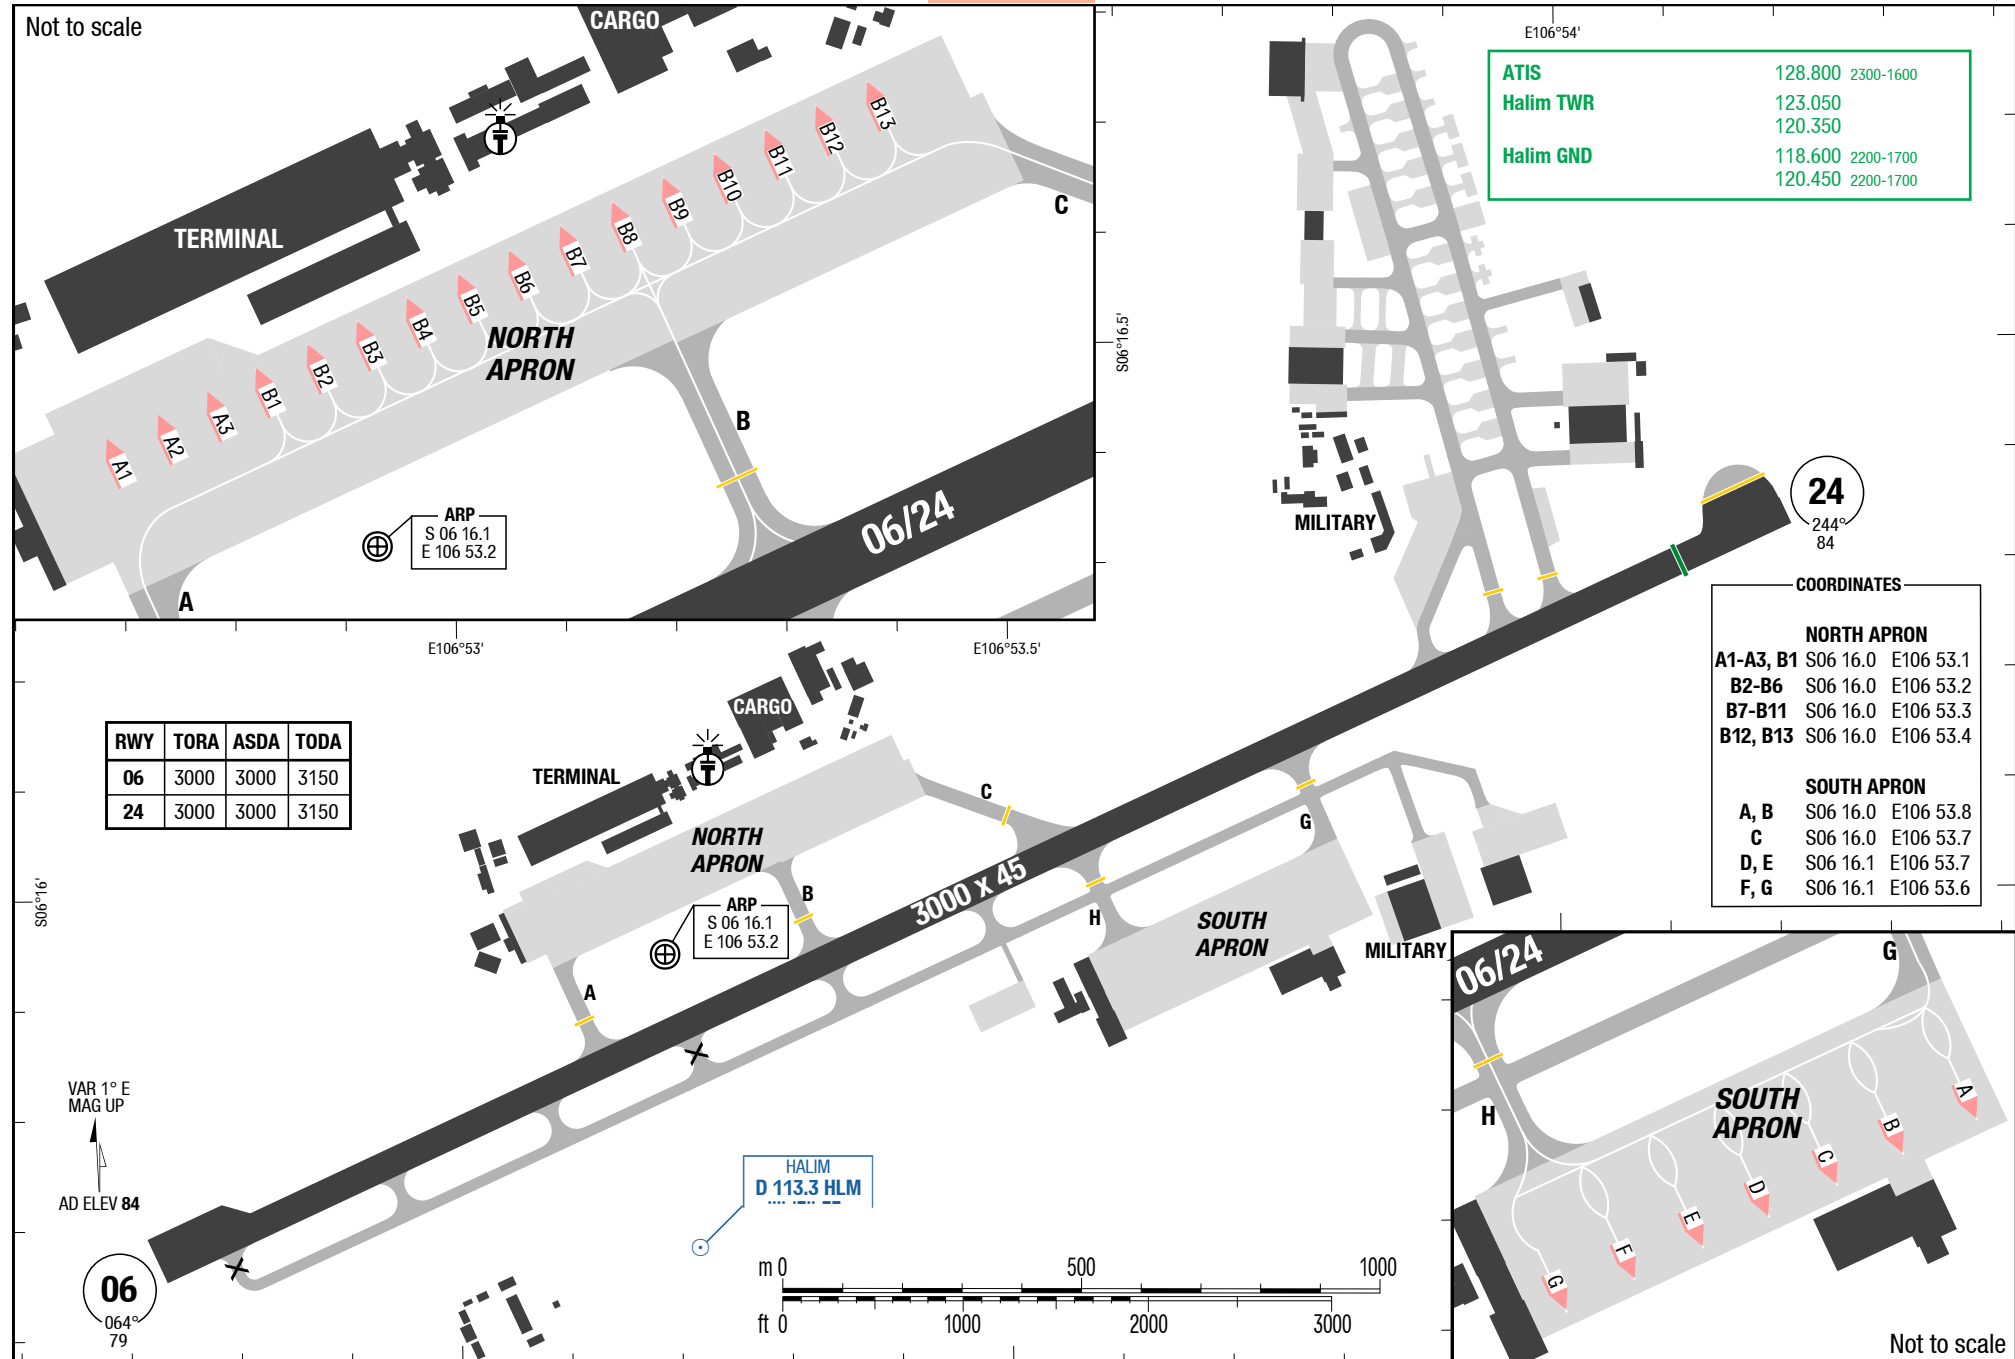 Not to scale
CARGO
TERMINAL
B13
B12
B11
B10
B9
B8
B7
B6
B5
B4
B3
B2
B1
A3
A2
A1
NORTH
APRON
C
B
A
06/24
ARP
S 06 16.1
E 106 53.2
E106°54'
ATIS 128.800 2300-1600
Halim TWR 123.050
120.350
Halim GND 118.600 2200-1700
120.450 2200-1700
S06°16.5'
MILITARY
24
244°
84
COORDINATES
NORTH APRON
A1-A3, B1 S06 16.0 E106 53.1
B2-B6 S06 16.0 E106 53.2
B7-B11 S06 16.0 E106 53.3
B12, B13 S06 16.0 E106 53.4
SOUTH APRON
A, B S06 16.0 E106 53.8
C S06 16.0 E106 53.7
D, E S06 16.1 E106 53.7
F, G S06 16.1 E106 53.6
E106°53'
E106°53.5'
RWY TORA ASDA TODA
06 3000 3000 3150
24 3000 3000 3150
CARGO
TERMINAL
NORTH
APRON
C
B
A
ARP
S 06 16.1
E 106 53.2
3000 x 45
G
H
SOUTH
APRON
MILITARY
S06°16'
VAR 1° E
MAG UP
AD ELEV 84
06
064°
79
HALIM
D 113.3 HLM
m 0 500 1000
ft 0 1000 2000 3000
06/24
G
H
SOUTH
APRON
A
B
C
D
E
F
G
Not to scale